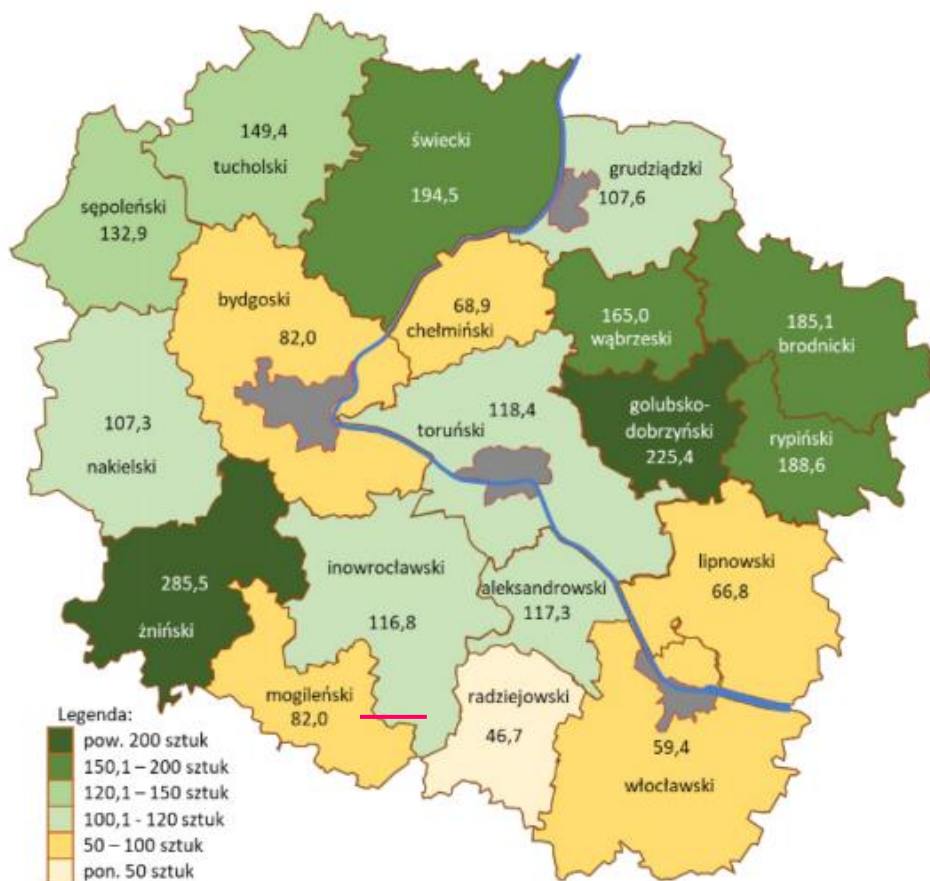 149,4
tucholski
świecki
194,5
grudziądzki
107,6
sępoleński
132,9
bydgoski
82,0
68,9
chełmiński
165,0
wąbrzeski
185,1
brodnicki
107,3
nakielski
118,4
toruński
golubsko-
dobrzyński
225,4
rypiński
188,6
285,5
żniński
inowrocławski
116,8
aleksandrowski
117,3
lipnowski
66,8
mogileński
82,0
radziejowski
46,7
59,4
włocławski
Legenda:
pow. 200 sztuk
150,1 – 200 sztuk
120,1 – 150 sztuk
100,1 - 120 sztuk
50 – 100 sztuk
pon. 50 sztuk